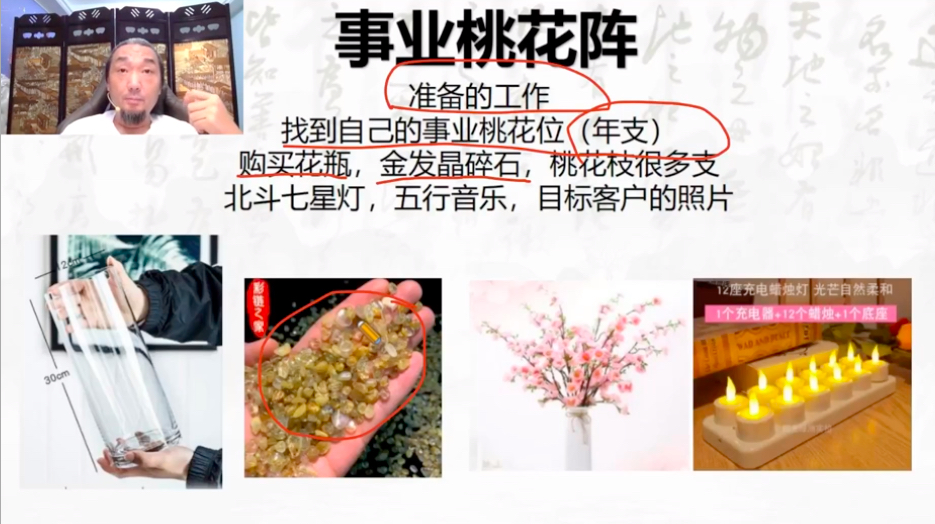 事业桃花阵
准备的工作
找到自己的事业桃花位（年支）
购买花瓶，金发晶碎石，桃花枝很多支
北斗七星灯，五行音乐，目标客户的照片
12cm
30cm
彩链之家
12座充电蜡烛灯 光芒自然柔和
1个充电器+12个蜡烛+1个底座